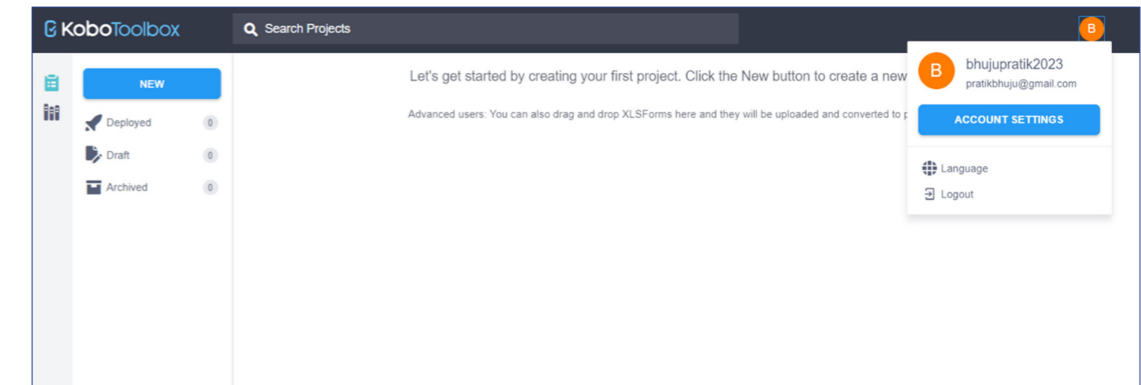 KoboToolbox
Search Projects
B
NEW
Deployed 0
Draft 0
Archived 0
Let's get started by creating your first project. Click the New button to create a new
Advanced users: You can also drag and drop XLSForms here and they will be uploaded and converted to
B
bhujupratik2023
pratikbhuju@gmail.com
ACCOUNT SETTINGS
Language
Logout